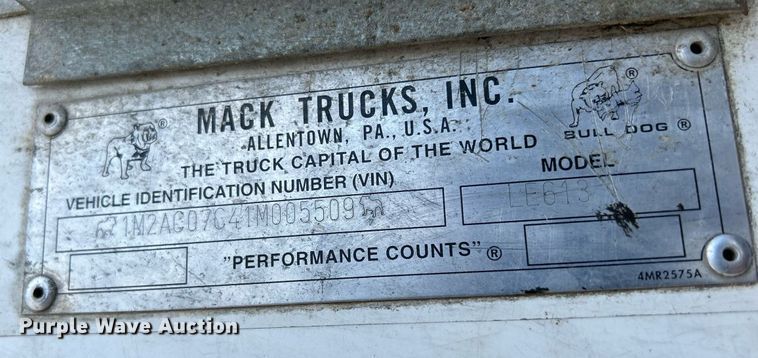 MACK TRUCKS, INC.
ALLENTOWN, PA., U.S.A.
THE TRUCK CAPITAL OF THE WORLD
BULL DOG ®
VEHICLE IDENTIFICATION NUMBER (VIN)
MODEL
1M2AC07C41M005509
LE613
"PERFORMANCE COUNTS" ®
4MR2575A
Purple Wave Auction